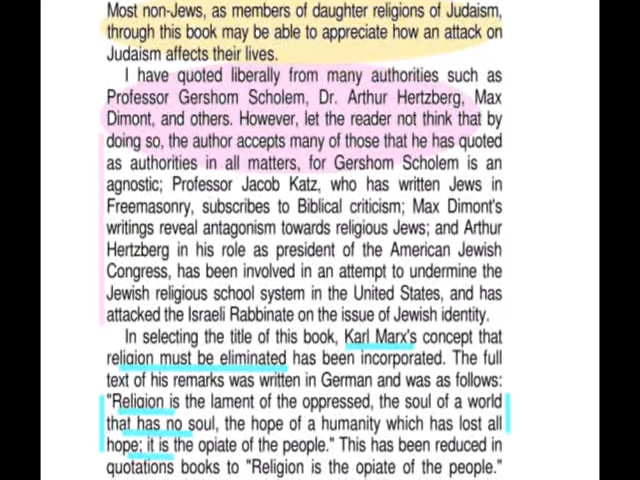 Most non-Jews, as members of daughter religions of Judaism,
through this book may be able to appreciate how an attack on
Judaism affects their lives.
I have quoted liberally from many authorities such as
Professor Gershom Scholem, Dr. Arthur Hertzberg, Max
Dimont, and others. However, let the reader not think that by
doing so, the author accepts many of those that he has quoted
as authorities in all matters, for Gershom Scholem is an
agnostic; Professor Jacob Katz, who has written Jews in
Freemasonry, subscribes to Biblical criticism; Max Dimont's
writings reveal antagonism towards religious Jews; and Arthur
Hertzberg in his role as president of the American Jewish
Congress, has been involved in an attempt to undermine the
Jewish religious school system in the United States, and has
attacked the Israeli Rabbinate on the issue of Jewish identity.
In selecting the title of this book, Karl Marx's concept that
religion must be eliminated has been incorporated. The full
text of his remarks was written in German and was as follows:
"Religion is the lament of the oppressed, the soul of a world
that has no soul, the hope of a humanity which has lost all
hope: it is the opiate of the people." This has been reduced in
quotations books to "Religion is the opiate of the people."